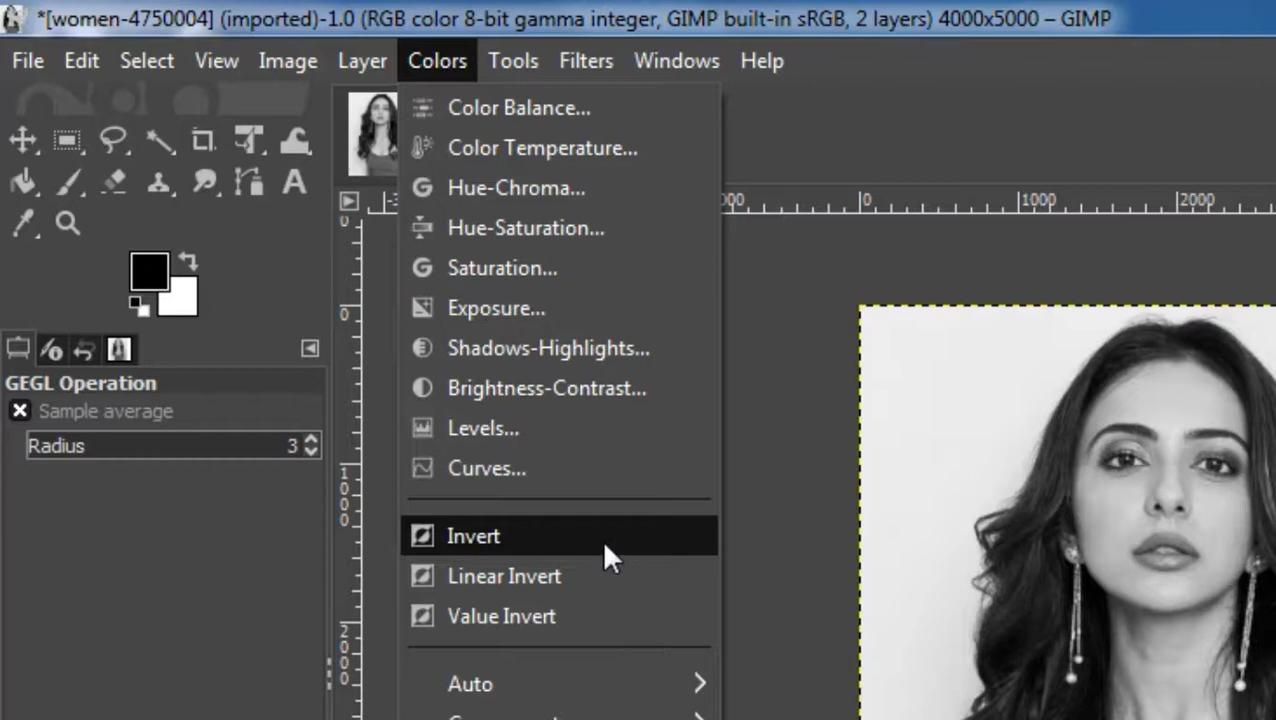 *[women-4750004] (imported)-1.0 (RGB color 8-bit gamma integer, GIMP built-in sRGB, 2 layers) 4000x5000 – GIMP
File Edit Select View Image Layer Colors Tools Filters Windows Help
Color Balance...
Color Temperature...
Hue-Chroma...
Hue-Saturation...
Saturation...
Exposure...
Shadows-Highlights...
Brightness-Contrast...
Levels...
Curves...
Invert
Linear Invert
Value Invert
Auto
GEGL Operation
Sample average
Radius 3
0 1000 2000
0
1000
2000